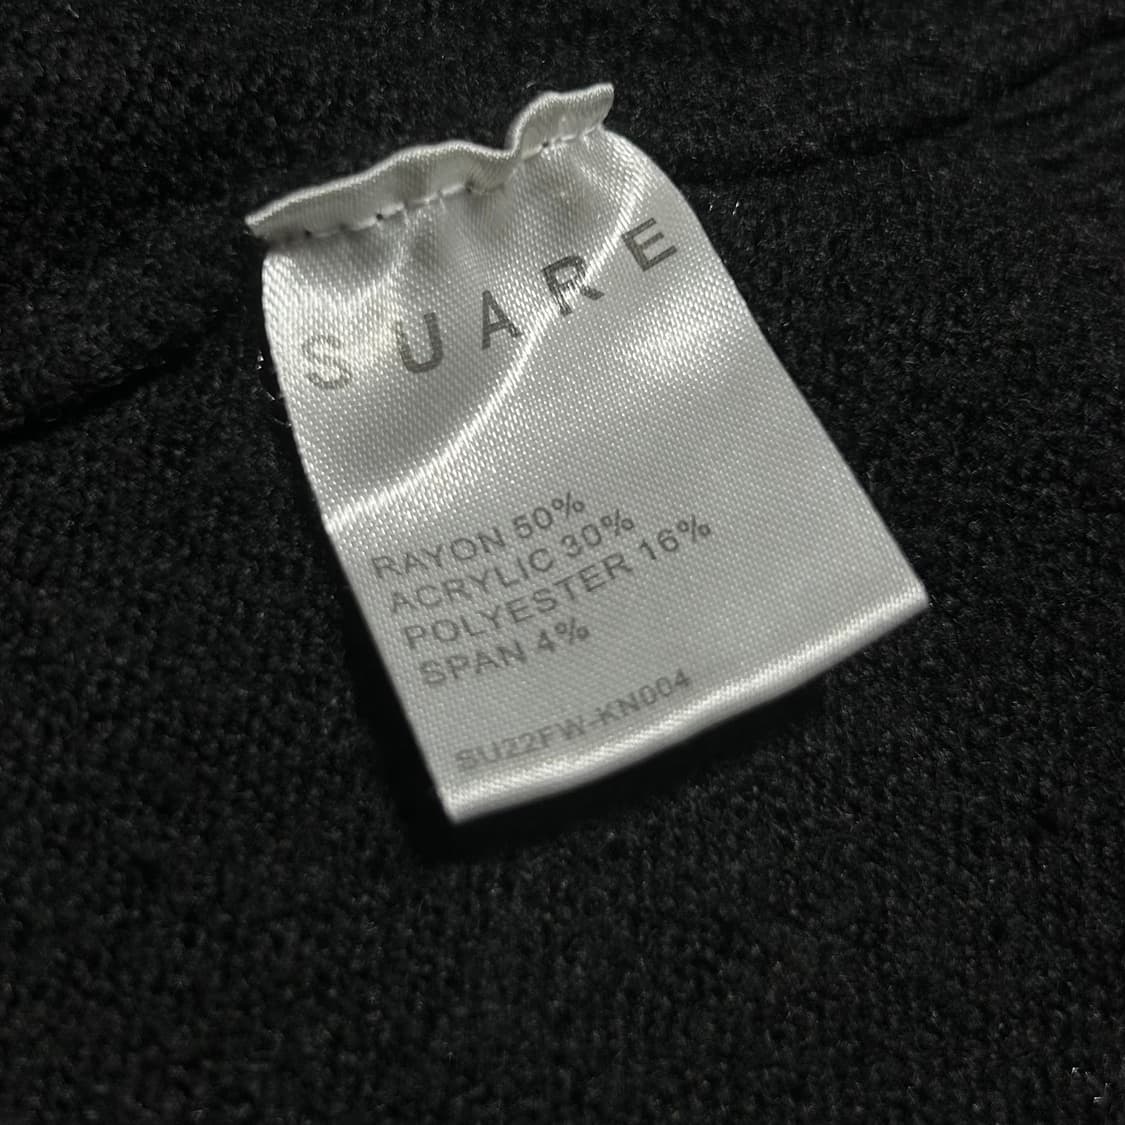 SUARE
RAYON 50%
ACRYLIC 30%
POLYESTER 16%
SPAN 4%
SU22FW-KN004